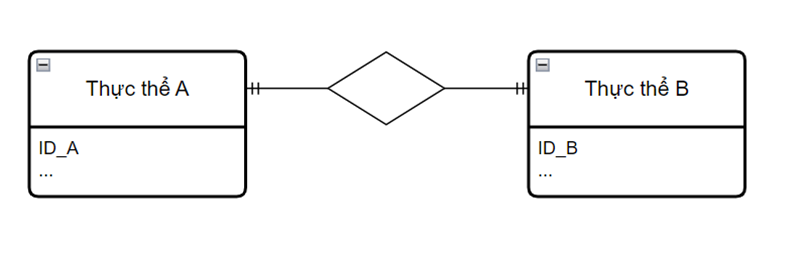 Thực thể A
ID_A
...
Thực thể B
ID_B
...